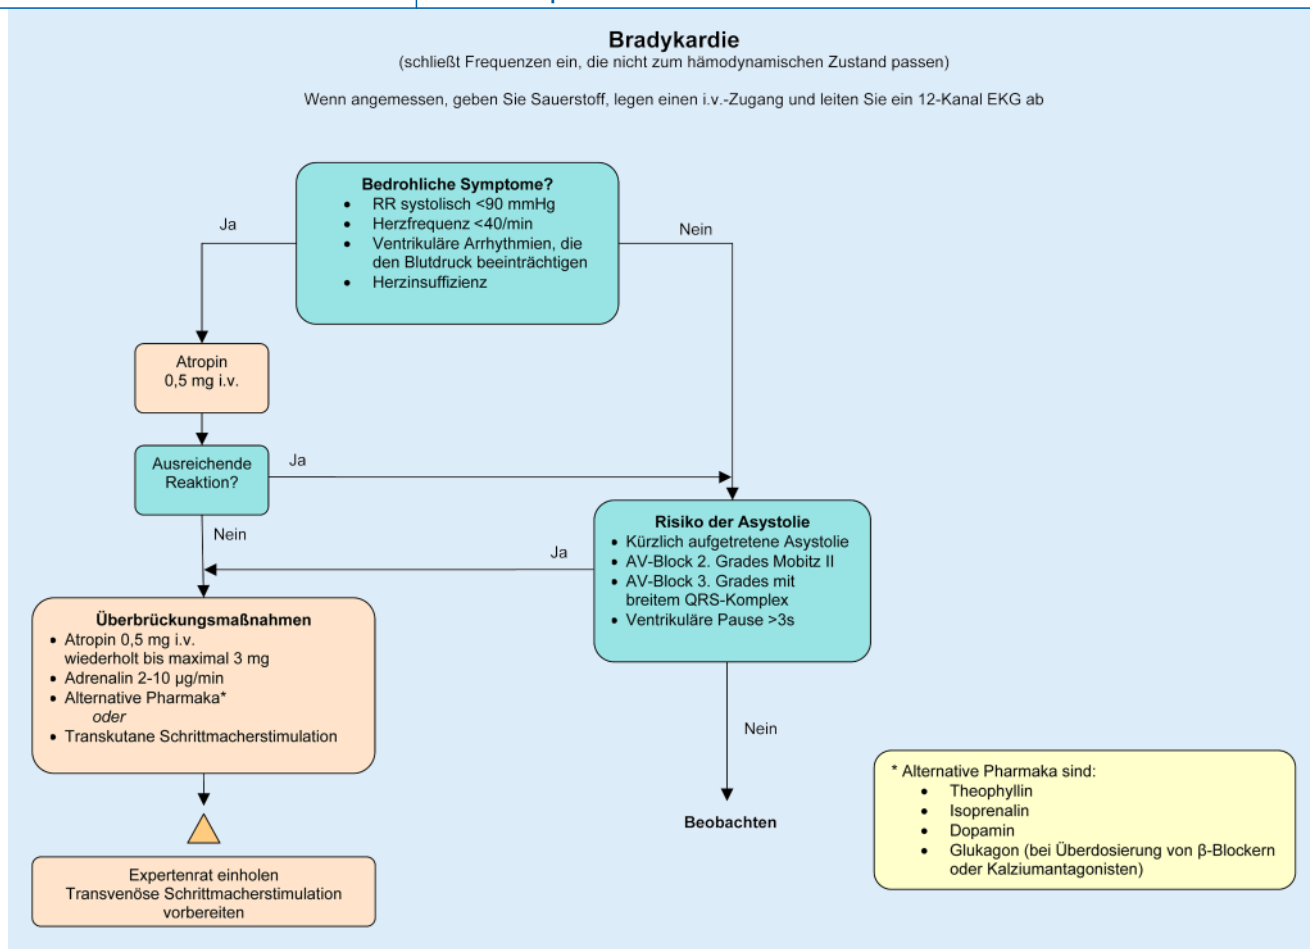 Bradykardie
(schließt Frequenzen ein, die nicht zum hämodynamischen Zustand passen)
Wenn angemessen, geben Sie Sauerstoff, legen einen i.v.-Zugang und leiten Sie ein 12-Kanal EKG ab
Bedrohliche Symptome?
• RR systolisch <90 mmHg
• Herzfrequenz <40/min
• Ventrikuläre Arrhythmien, die
den Blutdruck beeinträchtigen
• Herzinsuffizienz
Ja
Nein
Atropin
0,5 mg i.v.
Ausreichende
Reaktion?
Ja
Nein
Risiko der Asystolie
• Kürzlich aufgetretene Asystolie
• AV-Block 2. Grades Mobitz II
• AV-Block 3. Grades mit
breitem QRS-Komplex
• Ventrikuläre Pause >3s
Ja
Nein
Überbrückungsmaßnahmen
• Atropin 0,5 mg i.v.
wiederholt bis maximal 3 mg
• Adrenalin 2-10 µg/min
• Alternative Pharmaka*
oder
• Transkutane Schrittmacherstimulation
Beobachten
* Alternative Pharmaka sind:
• Theophyllin
• Isoprenalin
• Dopamin
• Glukagon (bei Überdosierung von β-Blockern
oder Kalziumantagonisten)
Expertenrat einholen
Transvenöse Schrittmacherstimulation
vorbereiten